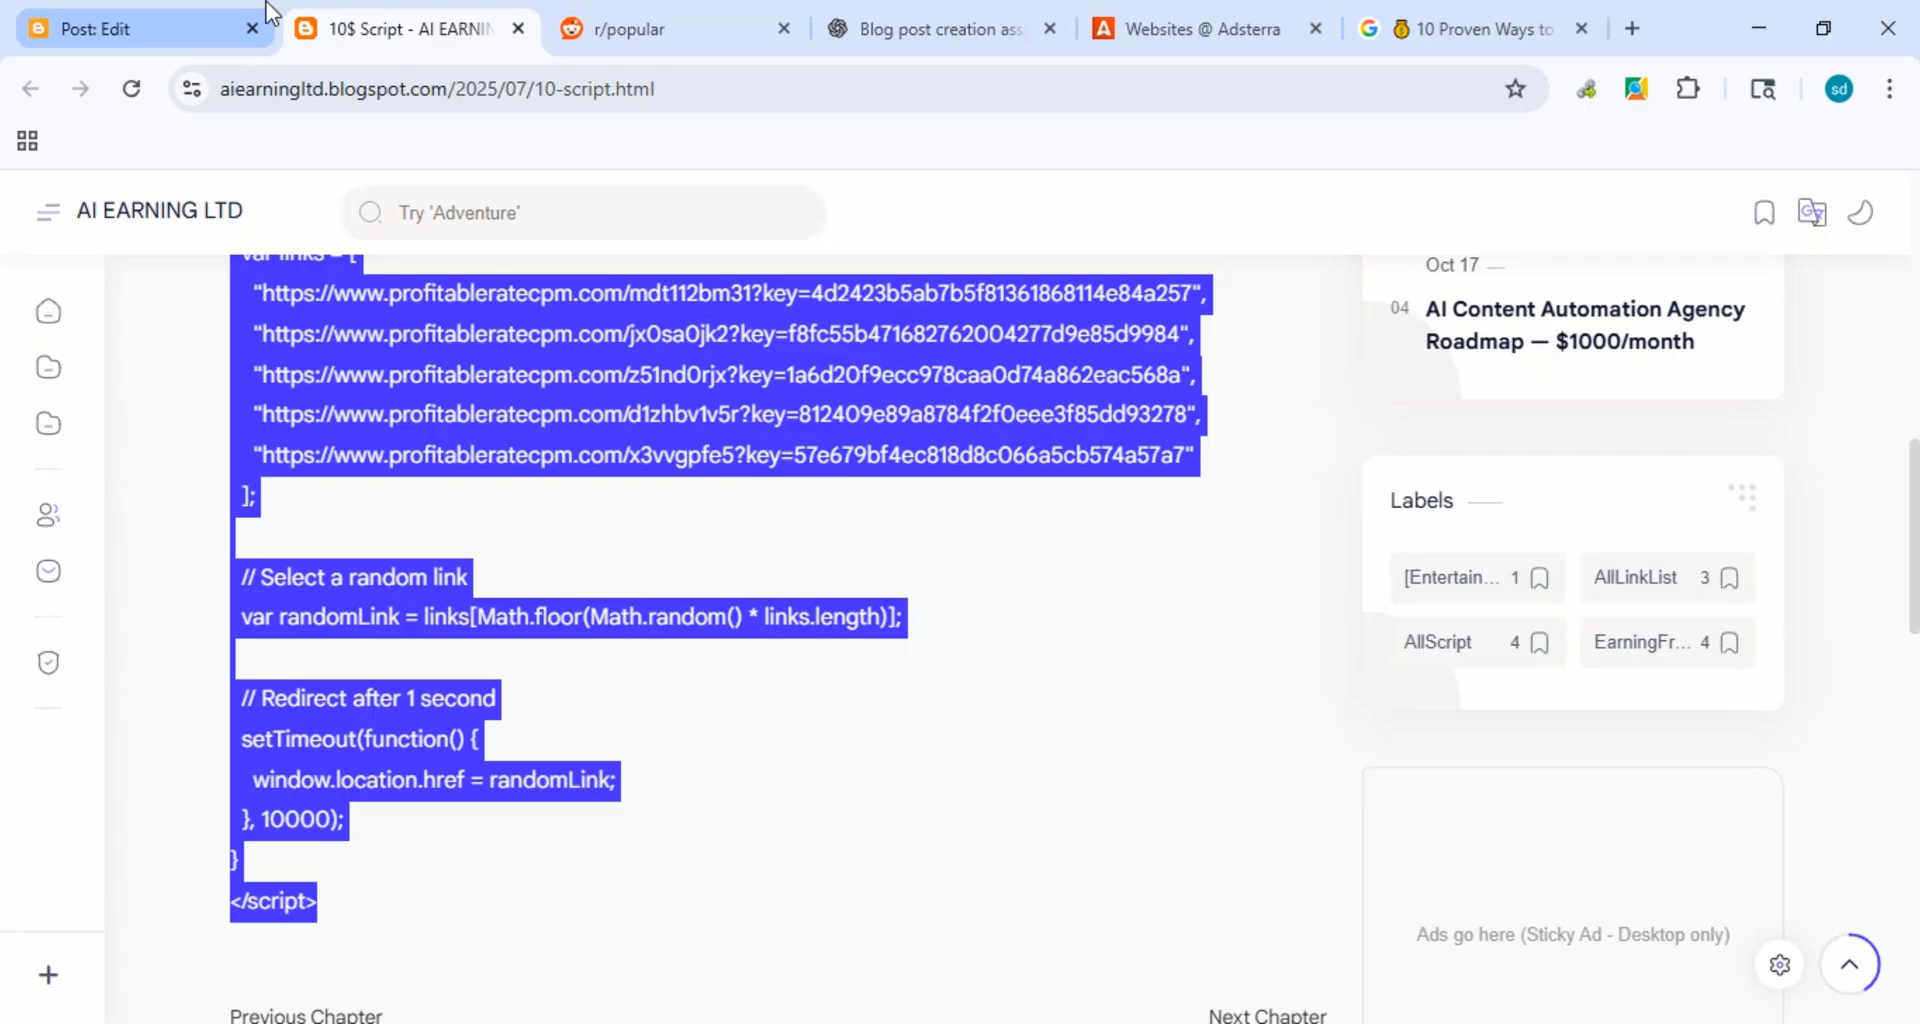 Post: Edit
10$ Script - AI EARNIN
r/popular
Blog post creation ass
Websites @ Adsterra
10 Proven Ways to
aiearningltd.blogspot.com/2025/07/10-script.html
sd
AI EARNING LTD
Try 'Adventure'
var links = [
"https://www.profitableratecpm.com/mdt112bm31?key=4d2423b5ab7b5f81361868114e84a257",
"https://www.profitableratecpm.com/jx0sa0jk2?key=f8fc55b471682762004277d9e85d9984",
"https://www.profitableratecpm.com/z51nd0rjx?key=1a6d20f9ecc978caa0d74a862eac568a",
"https://www.profitableratecpm.com/d1zhbv1v5r?key=812409e89a8784f2f0eee3f85dd93278",
"https://www.profitableratecpm.com/x3vvgpfe5?key=57e679bf4ec818d8c066a5cb574a57a7"
];
// Select a random link
var randomLink = links[Math.floor(Math.random() * links.length)];
// Redirect after 1 second
setTimeout(function() {
window.location.href = randomLink;
}, 10000);
}
</script>
Previous Chapter
Next Chapter
Oct 17
04
AI Content Automation Agency
Roadmap — $1000/month
Labels
[Entertain... 1
AllLinkList 3
AllScript 4
EarningFr... 4
Ads go here (Sticky Ad - Desktop only)